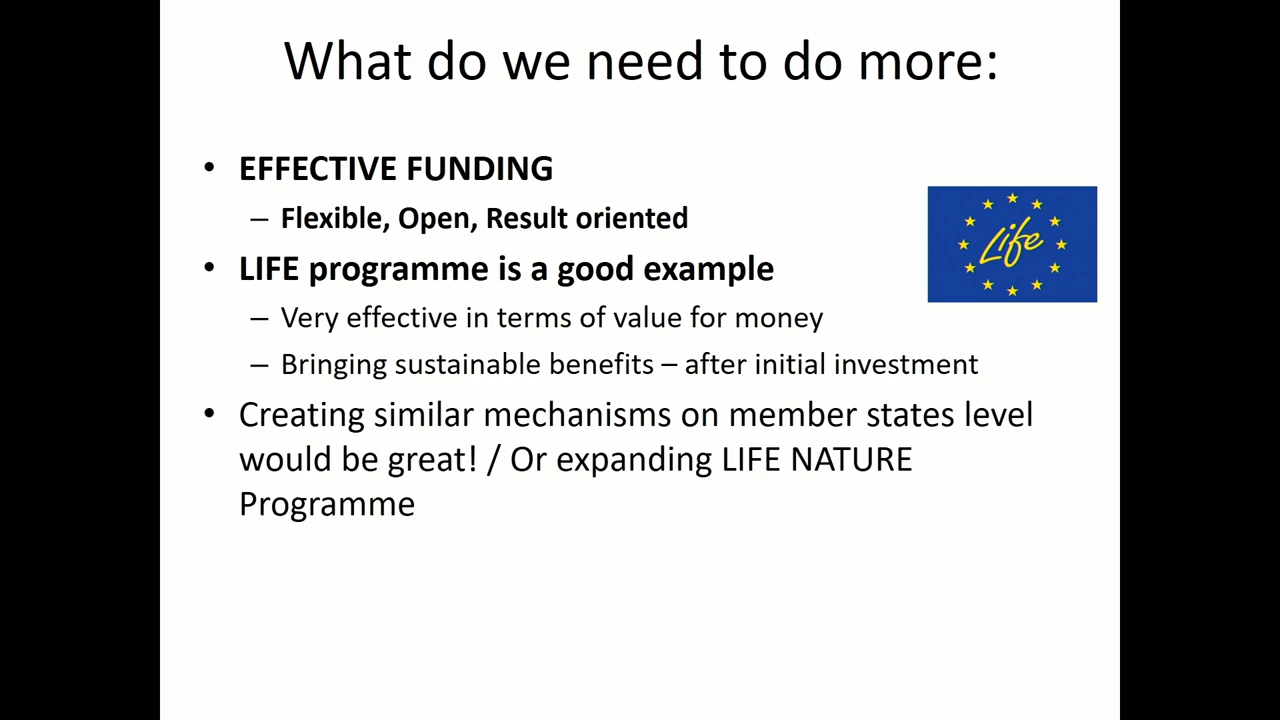 What do we need to do more:
• EFFECTIVE FUNDING
– Flexible, Open, Result oriented
• LIFE programme is a good example
– Very effective in terms of value for money
– Bringing sustainable benefits – after initial investment
• Creating similar mechanisms on member states level
would be great! / Or expanding LIFE NATURE
Programme
Life